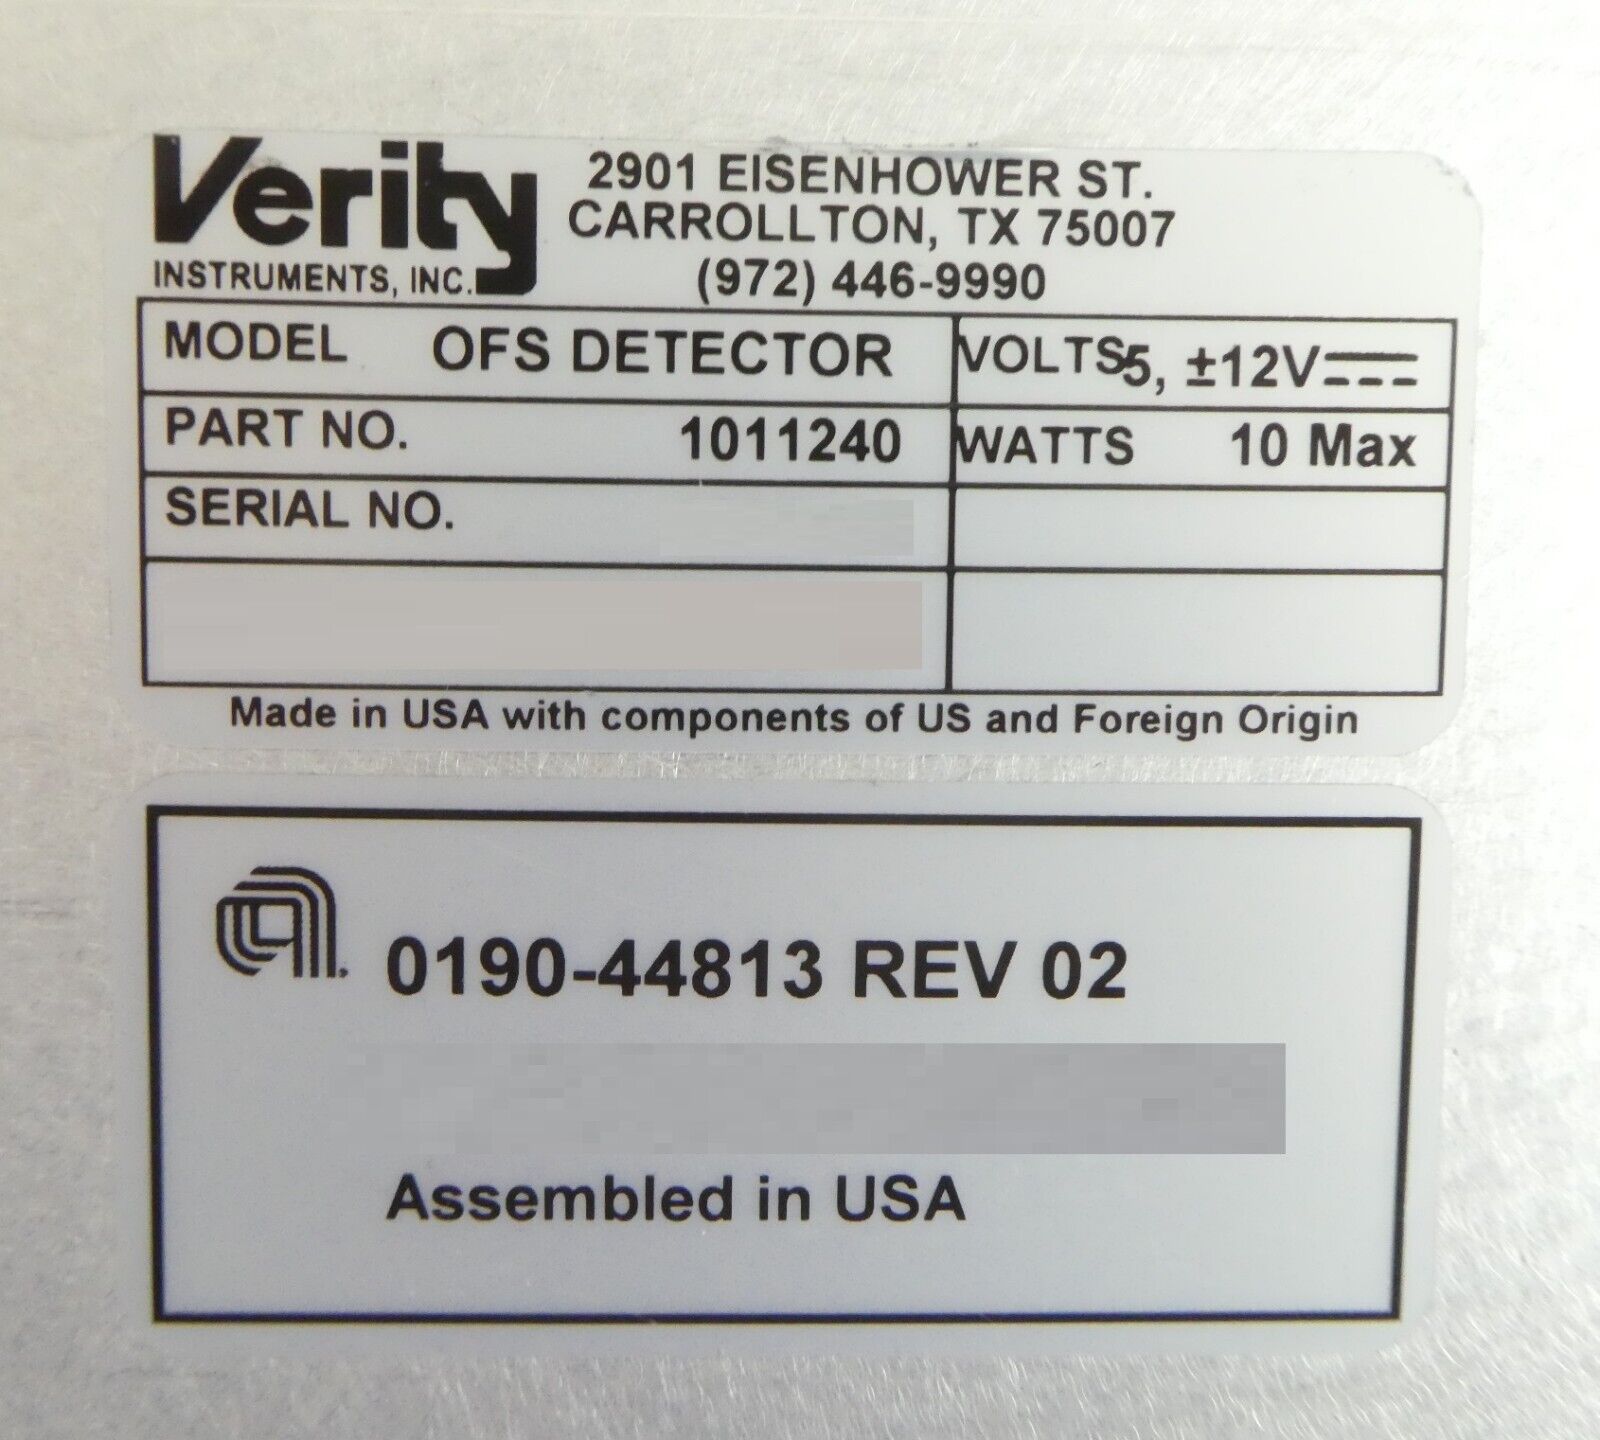 Verity
INSTRUMENTS, INC.
2901 EISENHOWER ST.
CARROLLTON, TX 75007
(972) 446-9990
MODEL OFS DETECTOR VOLTS 5, ±12V
PART NO. 1011240 WATTS 10 Max
SERIAL NO.
Made in USA with components of US and Foreign Origin
0190-44813 REV 02
Assembled in USA